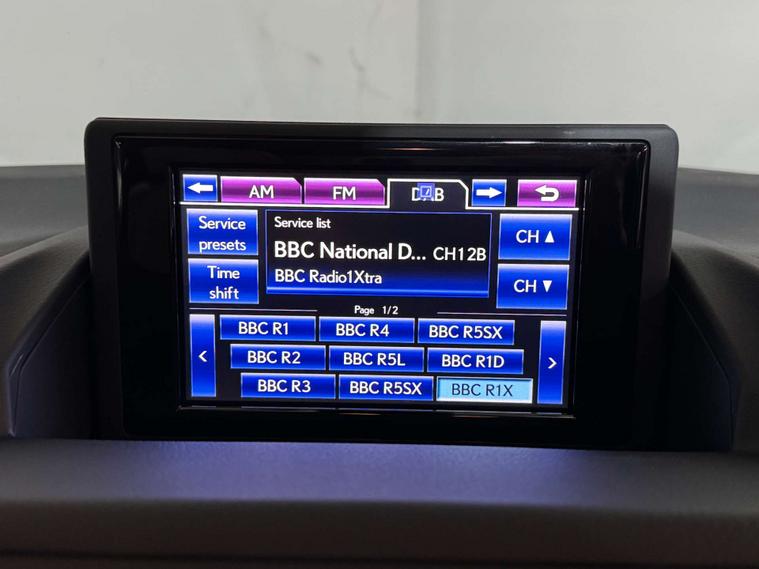 AM FM DAB
Service presets
Service list
BBC National D... CH12B
BBC Radio1Xtra
CH ▲
Time shift
CH ▼
Page 1/2
< BBC R1 BBC R4 BBC R5SX >
BBC R2 BBC R5L BBC R1D
BBC R3 BBC R5SX BBC R1X